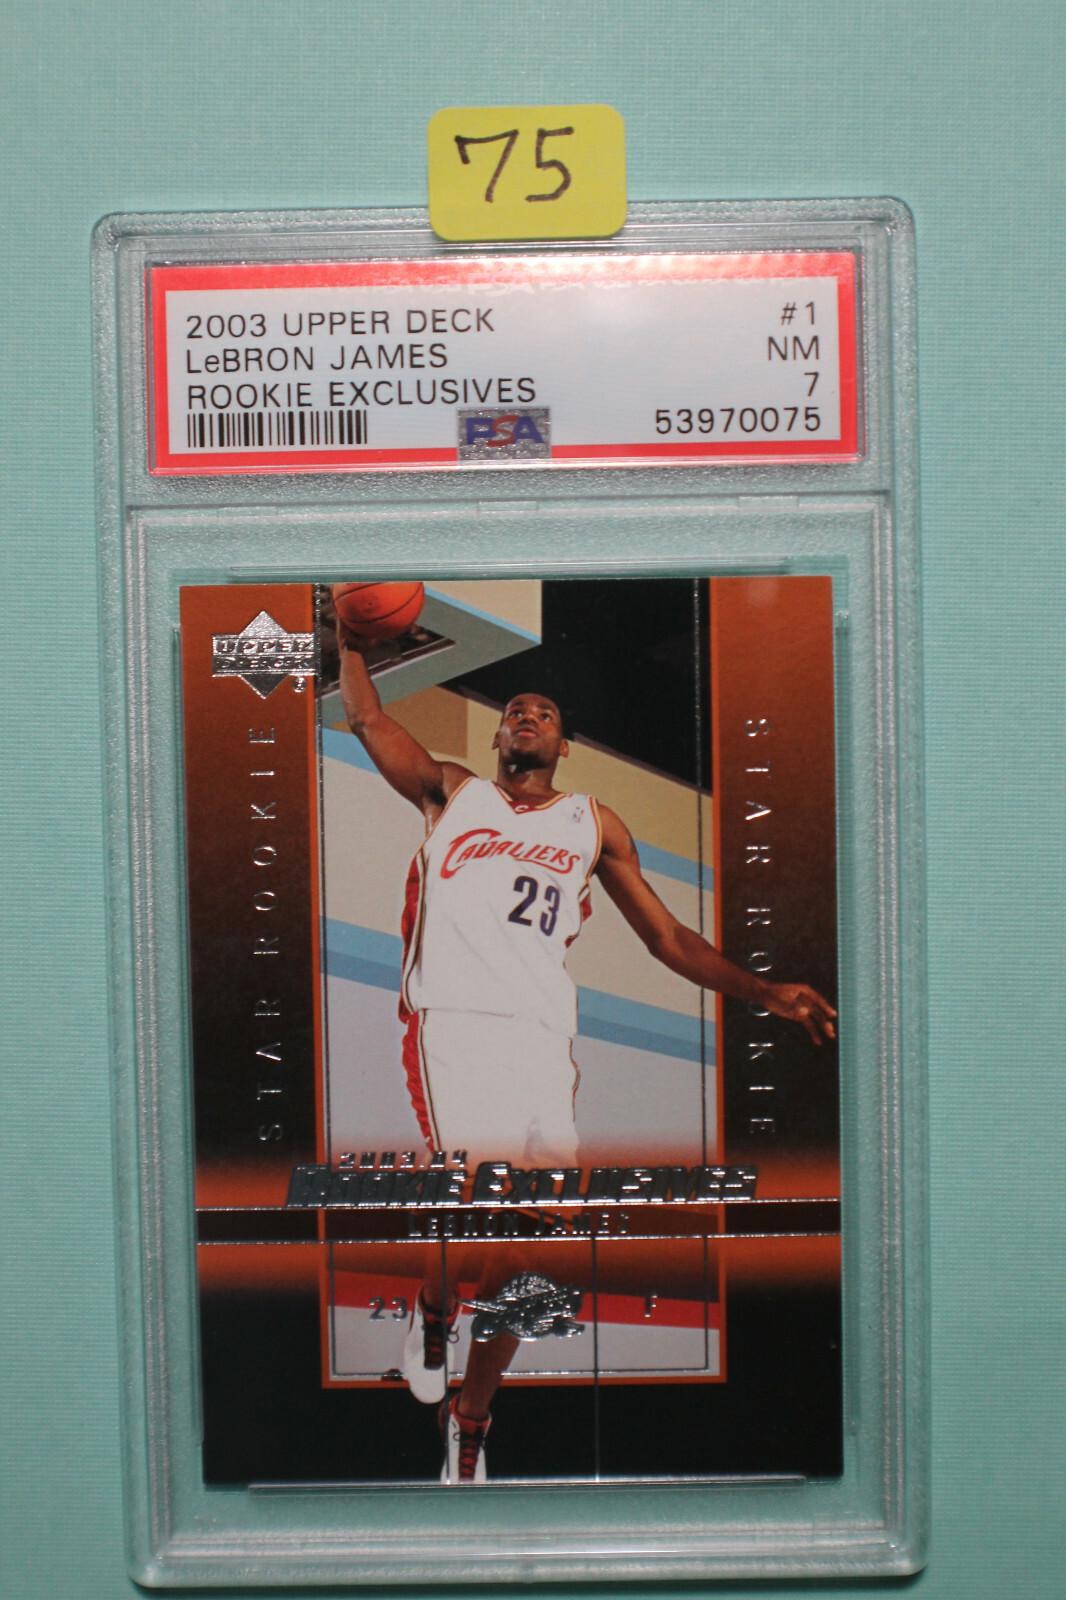 75
2003 UPPER DECK #1
LeBRON JAMES NM
ROOKIE EXCLUSIVES 7
53970075
PSA
UPPER
DECK
STAR ROOKIE
STAR ROOKIE
CAVALIERS
23
2003.04
ROOKIE EXCLUSIVES
LEBRON JAMES
23 F